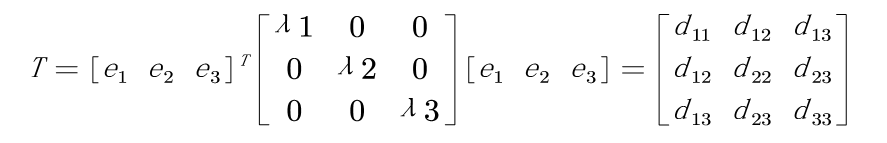 T = [e₁ e₂ e₃]ᵀ [λ1 0 0; 0 λ2 0; 0 0 λ3] [e₁ e₂ e₃] = [d₁₁ d₁₂ d₁₃; d₁₂ d₂₂ d₂₃; d₁₃ d₂₃ d₃₃]